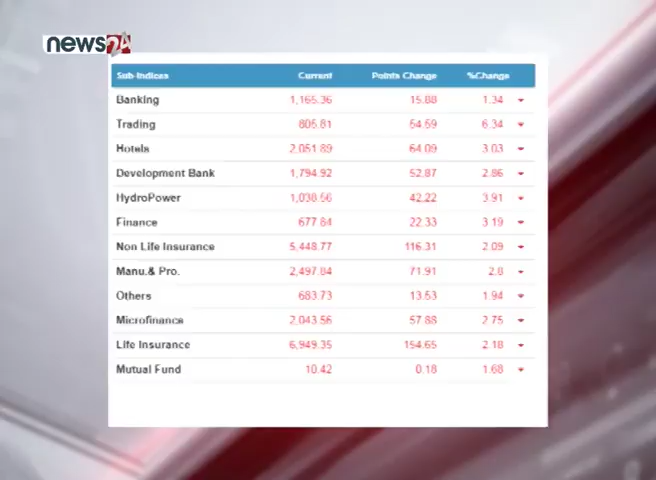 news24
Sub-Indices Current Points Change %Change
Banking 1,165.36 15.88 1.34
Trading 805.81 54.59 6.34
Hotels 2,051.89 64.09 3.03
Development Bank 1,794.92 52.87 2.86
HydroPower 1,038.56 42.22 3.91
Finance 677.84 22.33 3.19
Non Life Insurance 5,448.77 116.31 2.09
Manu.& Pro. 2,497.84 71.91 2.8
Others 683.73 13.53 1.94
Microfinance 2,043.56 57.88 2.75
Life Insurance 6,949.35 154.65 2.18
Mutual Fund 10.42 0.18 1.68